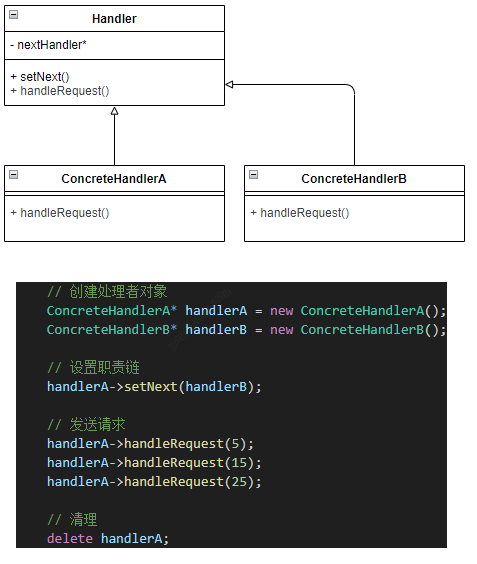 Handler
- nextHandler*
+ setNext()
+ handleRequest()
ConcreteHandlerA
+ handleRequest()
ConcreteHandlerB
+ handleRequest()
// 创建处理者对象
ConcreteHandlerA* handlerA = new ConcreteHandlerA();
ConcreteHandlerB* handlerB = new ConcreteHandlerB();
// 设置职责链
handlerA->setNext(handlerB);
// 发送请求
handlerA->handleRequest(5);
handlerA->handleRequest(15);
handlerA->handleRequest(25);
// 清理
delete handlerA;